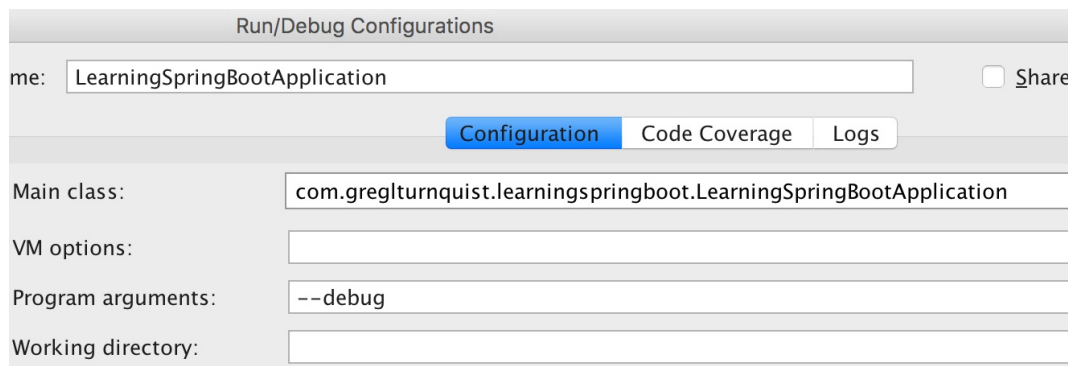 Run/Debug Configurations
me: LearningSpringBootApplication Share
Configuration Code Coverage Logs
Main class: com.greglturnquist.learningspringboot.LearningSpringBootApplication
VM options:
Program arguments: --debug
Working directory: